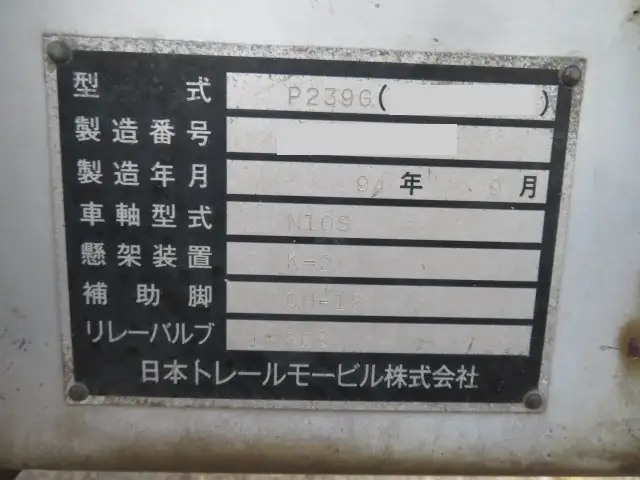 型式 P239G( )
製造番号
製造年月 9年 9月
車軸型式 N10S
懸架装置
補助脚
リレーバルブ
日本トレールモービル株式会社